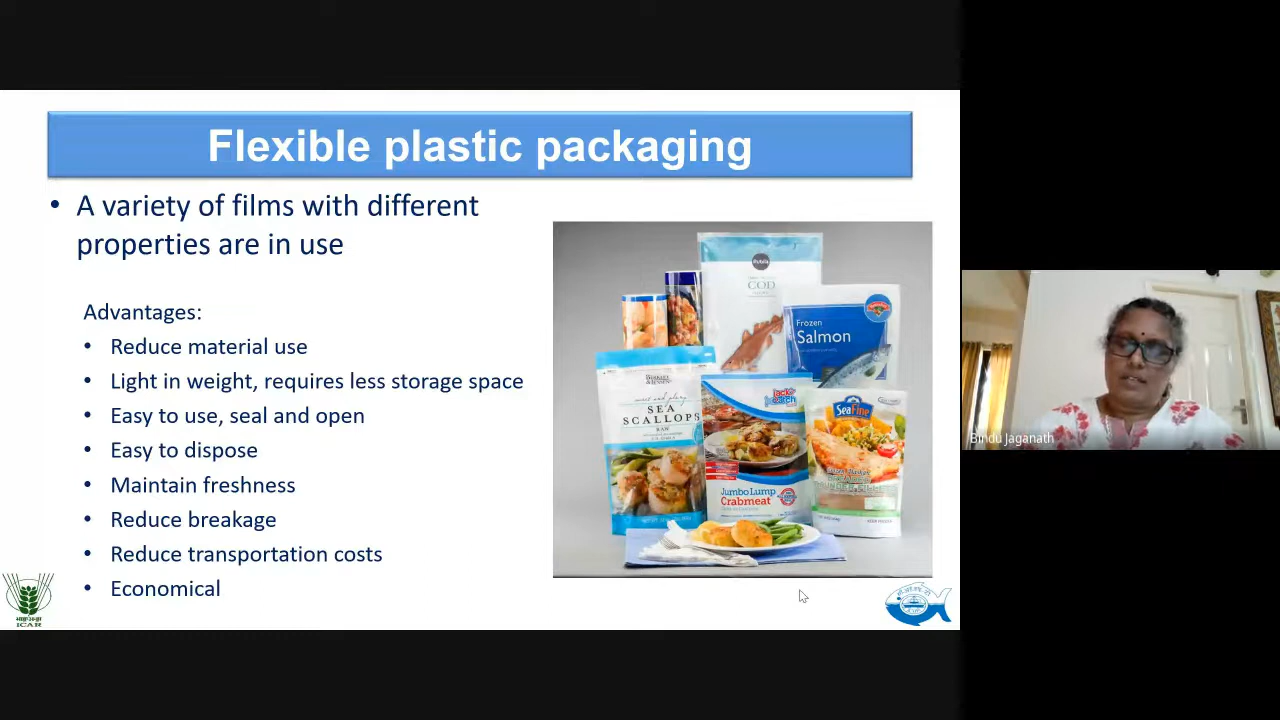 Flexible plastic packaging
• A variety of films with different
properties are in use
Advantages:
• Reduce material use
• Light in weight, requires less storage space
• Easy to use, seal and open
• Easy to dispose
• Maintain freshness
• Reduce breakage
• Reduce transportation costs
• Economical
COD
Frozen
Salmon
SEA
SCALLOPS
RAW
Jumbo Lump
Crabmeat
SeaFine
ICAR
Bindu Jaganath